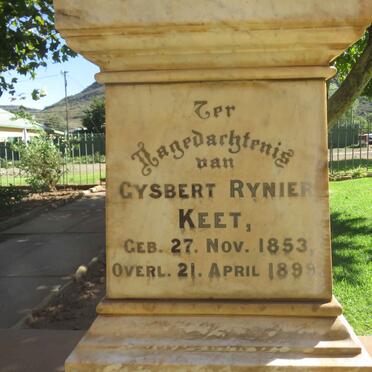 Ter
Nagedachtenis
van
GYSBERT RYNIER
KEET,
GEB. 27. NOV. 1853,
OVERL. 21. APRIL 1899